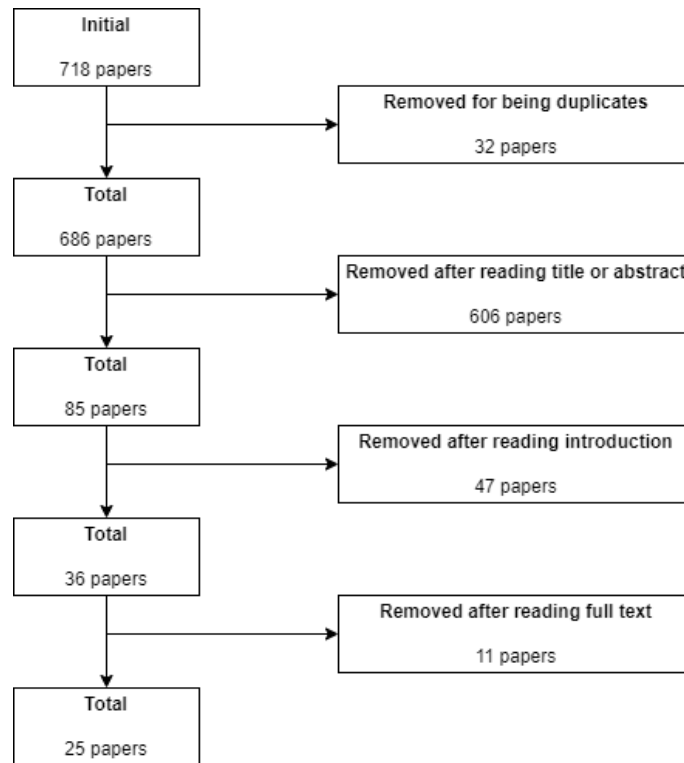 Initial
718 papers
Removed for being duplicates
32 papers
Total
686 papers
Removed after reading title or abstract
606 papers
Total
85 papers
Removed after reading introduction
47 papers
Total
36 papers
Removed after reading full text
11 papers
Total
25 papers